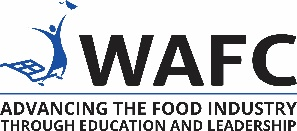 WAFC
ADVANCING THE FOOD INDUSTRY
THROUGH EDUCATION AND LEADERSHIP